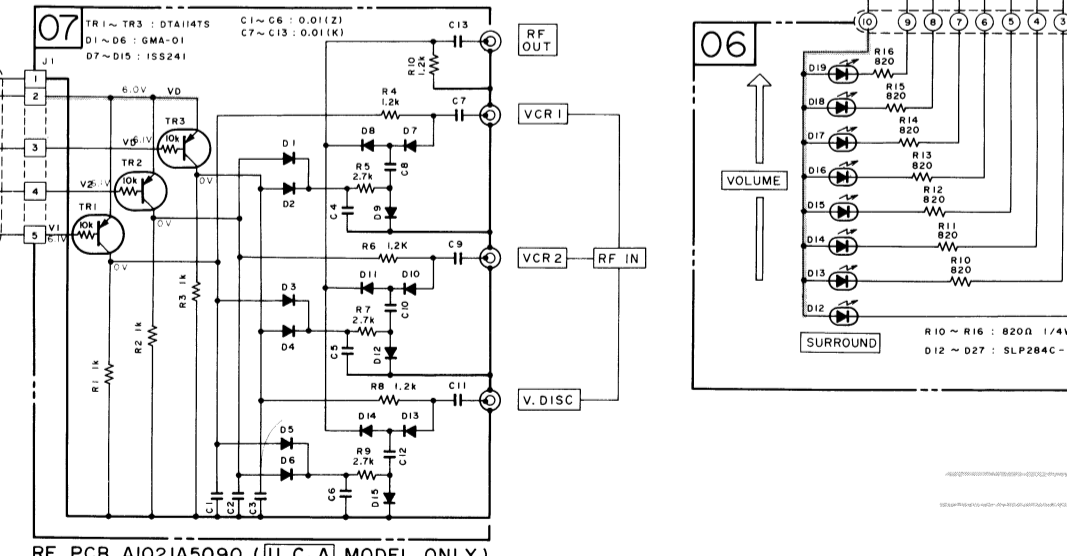 07
TR1 ~ TR3 : DTA114TS
D1 ~ D6 : GMA-01
D7 ~ D15 : 1SS241
C1 ~ C6 : 0.01(Z)
C7 ~ C13 : 0.01(K)
J1
1
2
3
4
5
6.0V VD
TR3
10k
V3
6.1V
TR2
10k
V2
6.1V
TR1
10k
V1
6.1V
0V
0V
0V
R1 1k
R2 1k
R3 1k
C1
C2
C3
C13
R10
1.2k
R4
1.2k
C7
D1
D2
D8
D7
C8
R5
2.7k
C4
D9
R6 1.2K
C9
D3
D4
D11
D10
C10
R7
2.7k
C5
D12
R8 1.2k
C11
D5
D6
D14
D13
C12
R9
2.7k
C6
D15
RF
OUT
VCR 1
VCR 2
RF IN
V. DISC
RF PCB A1021A5090 (U.C.A MODEL ONLY)
06
10
9
8
7
6
5
4
3
D19
R16
820
D18
R15
820
D17
R14
820
D16
R13
820
D15
R12
820
D14
R11
820
D13
R10
820
D12
VOLUME
SURROUND
R10 ~ R16 : 820Ω 1/4W
D12 ~ D27 : SLP284C-